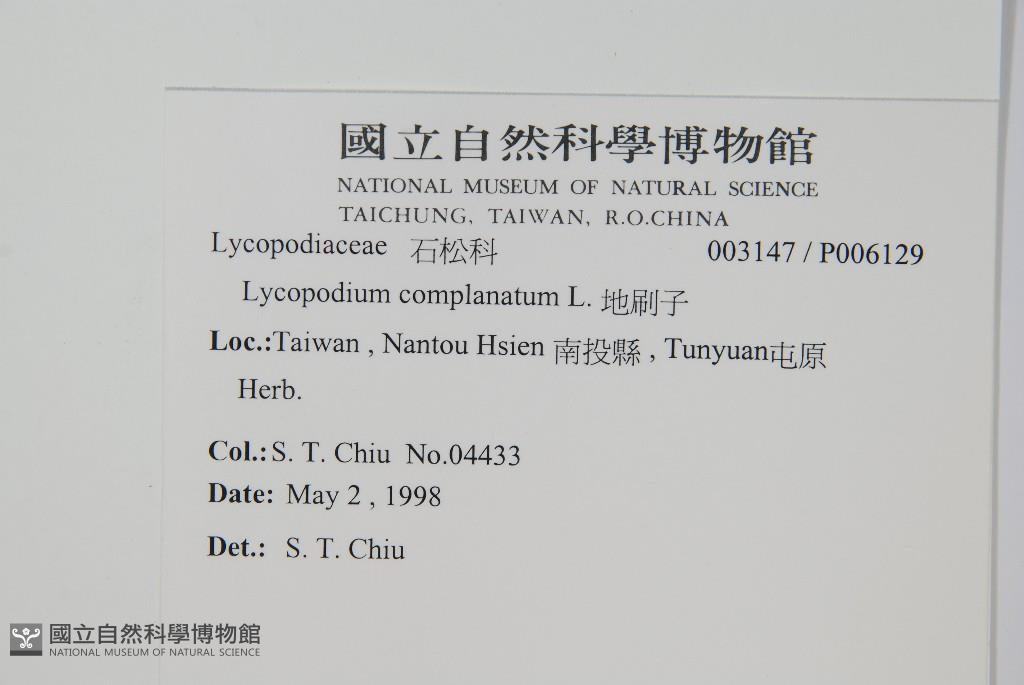 國立自然科學博物館
NATIONAL MUSEUM OF NATURAL SCIENCE
TAICHUNG, TAIWAN, R.O.CHINA
Lycopodiaceae 石松科 003147 / P006129
Lycopodium complanatum L. 地刷子
Loc.:Taiwan , Nantou Hsien 南投縣 , Tunyuan屯原
Herb.
Col.: S. T. Chiu No.04433
Date: May 2 , 1998
Det.: S. T. Chiu
國立自然科學博物館
NATIONAL MUSEUM OF NATURAL SCIENCE